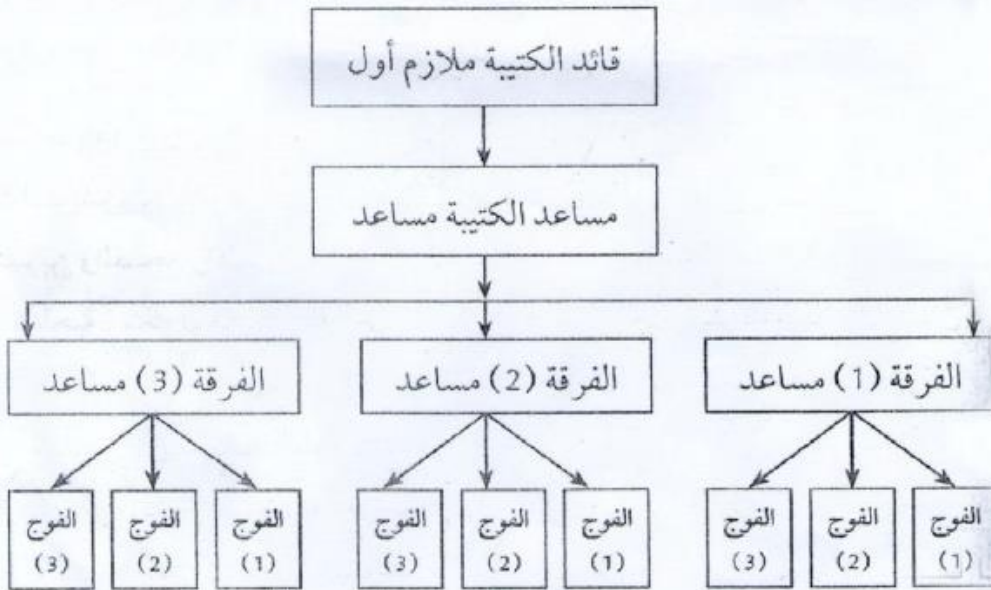 قائد الكتيبة ملازم أول
مساعد الكتيبة مساعد
الفرقة (1) مساعد
الفرقة (2) مساعد
الفرقة (3) مساعد
الفوج
(1)
الفوج
(2)
الفوج
(3)
الفوج
(1)
الفوج
(2)
الفوج
(3)
الفوج
(1)
الفوج
(2)
الفوج
(3)